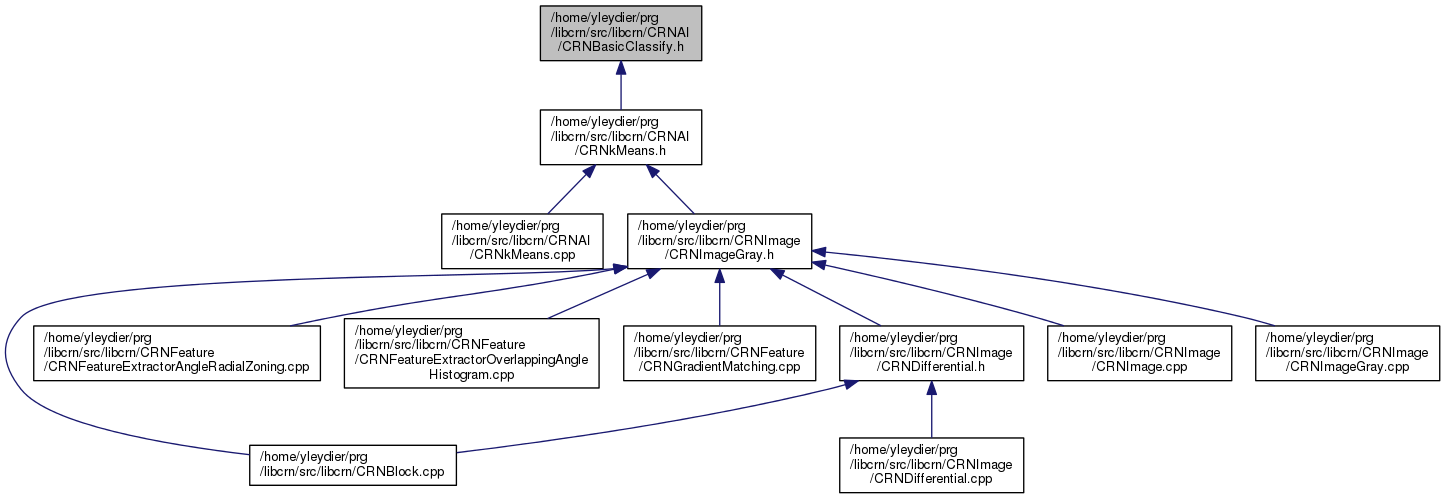 /home/yleydier/prg
/libcrn/src/libcrn/CRNAI
/CRNBasicClassify.h
/home/yleydier/prg
/libcrn/src/libcrn/CRNAI
/CRNkMeans.h
/home/yleydier/prg
/libcrn/src/libcrn/CRNAI
/CRNkMeans.cpp
/home/yleydier/prg
/libcrn/src/libcrn/CRNImage
/CRNImageGray.h
/home/yleydier/prg
/libcrn/src/libcrn/CRNFeature
/CRNFeatureExtractorAngleRadialZoning.cpp
/home/yleydier/prg
/libcrn/src/libcrn/CRNFeature
/CRNFeatureExtractorOverlappingAngle
Histogram.cpp
/home/yleydier/prg
/libcrn/src/libcrn/CRNFeature
/CRNGradientMatching.cpp
/home/yleydier/prg
/libcrn/src/libcrn/CRNImage
/CRNDifferential.h
/home/yleydier/prg
/libcrn/src/libcrn/CRNImage
/CRNImage.cpp
/home/yleydier/prg
/libcrn/src/libcrn/CRNImage
/CRNImageGray.cpp
/home/yleydier/prg
/libcrn/src/libcrn/CRNBlock.cpp
/home/yleydier/prg
/libcrn/src/libcrn/CRNImage
/CRNDifferential.cpp